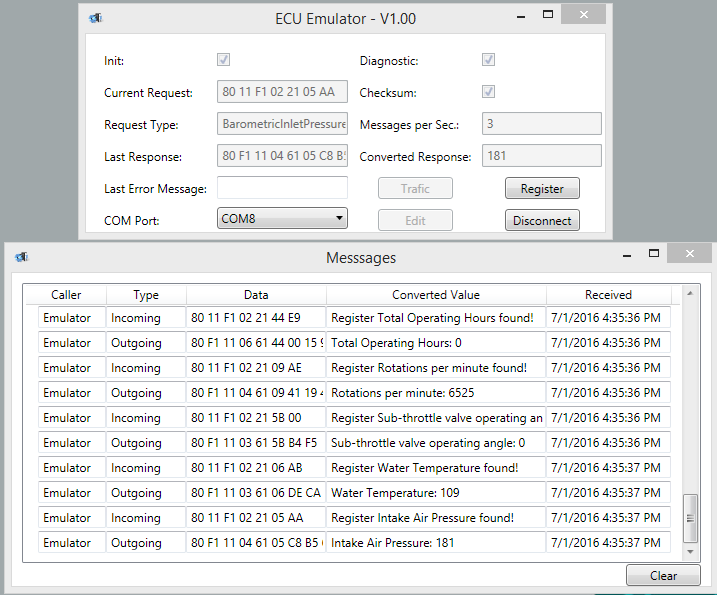 ECU Emulator - V1.00
Init: Diagnostic:
Current Request: 80 11 F1 02 21 05 AA Checksum:
Request Type: BarometricInletPressure Messages per Sec.: 3
Last Response: 80 F1 11 04 61 05 C8 B5 Converted Response: 181
Last Error Message: Trafic Register
COM Port: COM8 Edit Disconnect
Messsages
Caller Type Data Converted Value Received
Emulator Incoming 80 11 F1 02 21 44 E9 Register Total Operating Hours found! 7/1/2016 4:35:36 PM
Emulator Outgoing 80 F1 11 06 61 44 00 15 Total Operating Hours: 0 7/1/2016 4:35:36 PM
Emulator Incoming 80 11 F1 02 21 09 AE Register Rotations per minute found! 7/1/2016 4:35:36 PM
Emulator Outgoing 80 F1 11 04 61 09 41 19 Rotations per minute: 6525 7/1/2016 4:35:36 PM
Emulator Incoming 80 11 F1 02 21 5B 00 Register Sub-throttle valve operating an 7/1/2016 4:35:36 PM
Emulator Outgoing 80 F1 11 03 61 5B B4 F5 Sub-throttle valve operating angle: 0 7/1/2016 4:35:36 PM
Emulator Incoming 80 11 F1 02 21 06 AB Register Water Temperature found! 7/1/2016 4:35:37 PM
Emulator Outgoing 80 F1 11 03 61 06 DE CA Water Temperature: 109 7/1/2016 4:35:37 PM
Emulator Incoming 80 11 F1 02 21 05 AA Register Intake Air Pressure found! 7/1/2016 4:35:37 PM
Emulator Outgoing 80 F1 11 04 61 05 C8 B5 Intake Air Pressure: 181 7/1/2016 4:35:37 PM
Clear